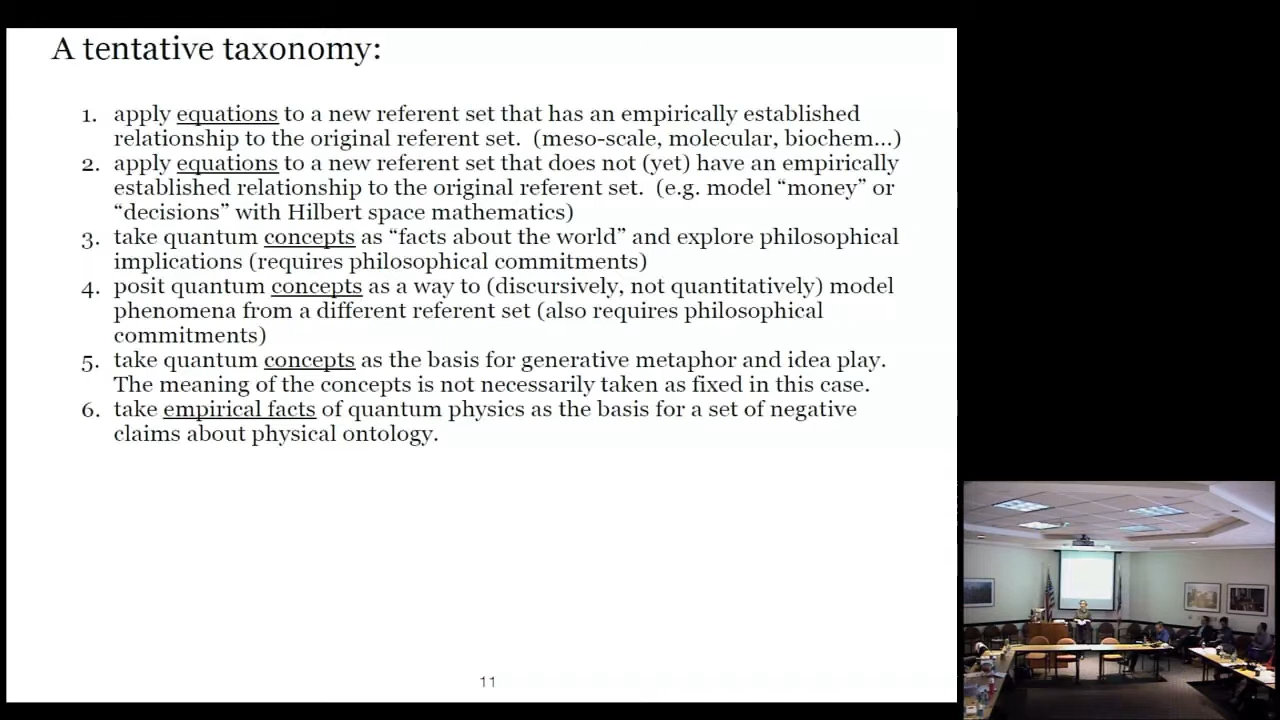 A tentative taxonomy:
1. apply equations to a new referent set that has an empirically established
relationship to the original referent set. (meso-scale, molecular, biochem...)
2. apply equations to a new referent set that does not (yet) have an empirically
established relationship to the original referent set. (e.g. model “money” or
“decisions” with Hilbert space mathematics)
3. take quantum concepts as “facts about the world” and explore philosophical
implications (requires philosophical commitments)
4. posit quantum concepts as a way to (discursively, not quantitatively) model
phenomena from a different referent set (also requires philosophical
commitments)
5. take quantum concepts as the basis for generative metaphor and idea play.
The meaning of the concepts is not necessarily taken as fixed in this case.
6. take empirical facts of quantum physics as the basis for a set of negative
claims about physical ontology.
11